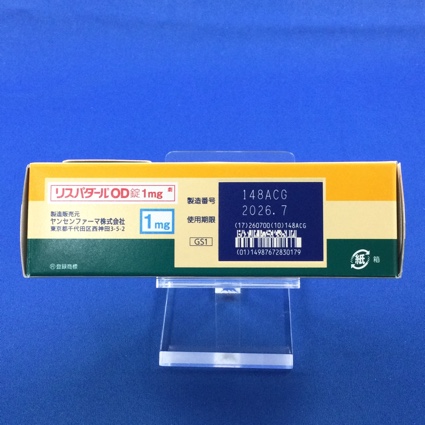 リスパダールOD錠1mg
製造販売元
ヤンセンファーマ株式会社
東京都千代田区西神田3-5-2
1mg
製造番号 148ACG
使用期限 2026.7
(17)260700(10)148ACG
GS1
(01)14987672830179
Ⓡ登録商標
紙 箱